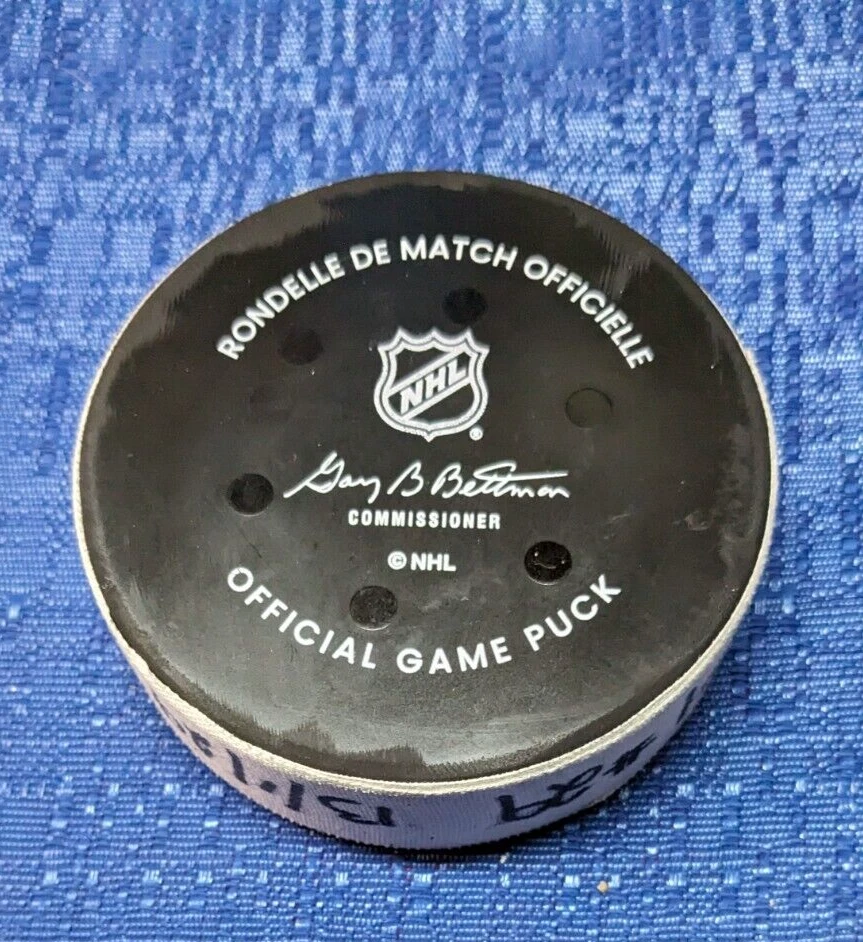 RONDELLE DE MATCH OFFICIELLE
NHL
®
Gary B Bettman
COMMISSIONER
© NHL
OFFICIAL GAME PUCK